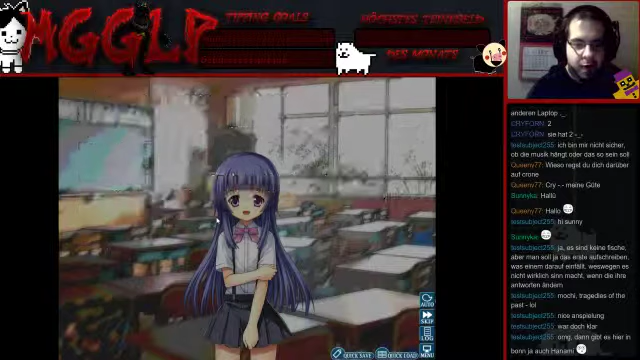 MGGLP
TIPPING GOALS
HÖCHSTES TRINKGELD
DES MONATS
anderen Laptop -_-
CRYFORN: 2
CRYFORN: sie hat 2 -_-
testsubject255: ich bin mir nicht sicher,
ob die musik hängt oder das so sein soll
Queeny77: Wieso regst du dich darüber
auf crone
Queeny77: Cry -.- meine Güte
Sunnyka: Hallü
Queeny77: Hallo
testsubject255: hi sunny
Sunnyka:
testsubject255: ja, es sind keine fische,
aber man soll ja das erste aufschreiben,
was einem darauf einfällt, weswegen es
nicht wirklich sinn macht, wenn die ihre
antworten ändern
testsubject255: mochi, tragedies of the
past - lol
testsubject255: nice anspielung
testsubject255: war doch klar
testsubject255: omg, dann gibt es hier in
bonn ja auch Hanami
AUTO
SKIP
LOG
QUICK SAVE
QUICK LOAD
MENU